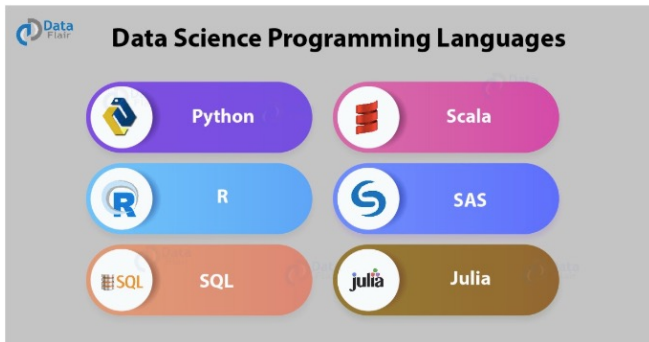 Data
Flair
Data Science Programming Languages
Python
Scala
R
R
SAS
SQL
SQL
julia
Julia